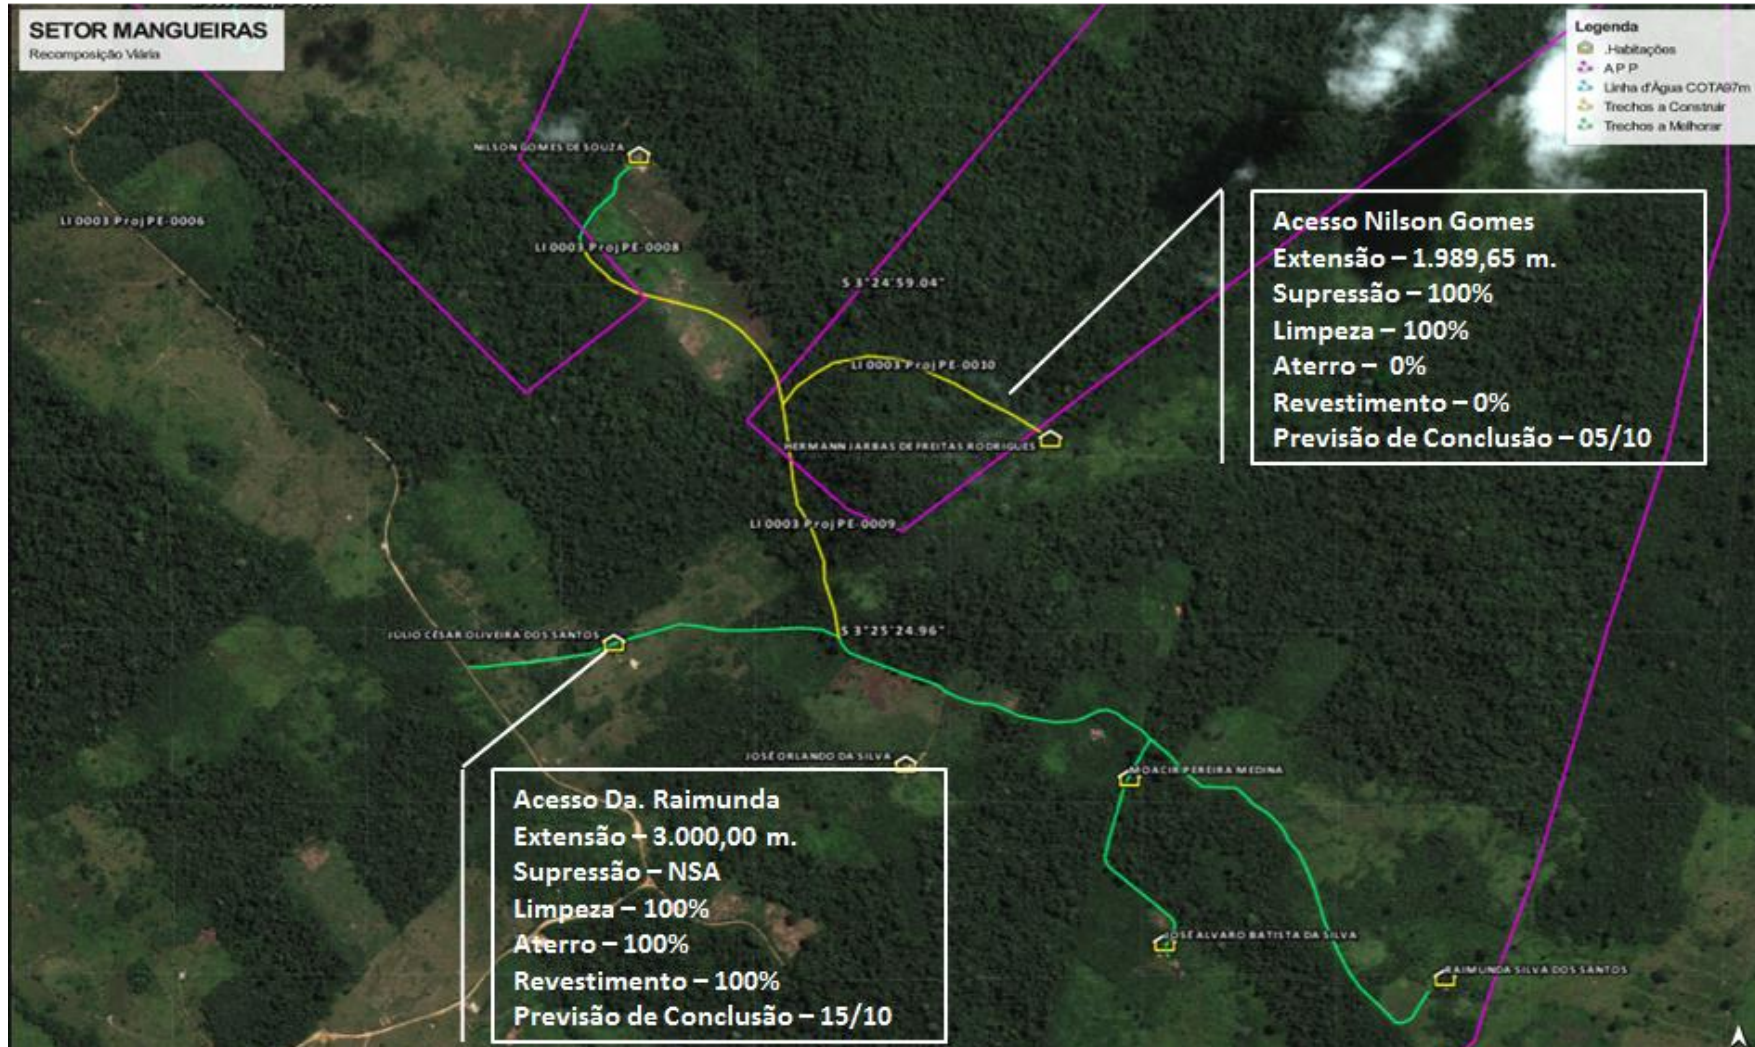 SETOR MANGUEIRAS
Recomposição Viária
Legenda
.Habitações
A P P
Linha d'Água COTA97m
Trechos a Construir
Trechos a Melhorar
NILSON GOMES DE SOUZA
LI 0003 Proj PE-0006
LI 0003 Proj PE-0008
S 3°24'59.04"
Acesso Nilson Gomes
Extensão – 1.989,65 m.
Supressão – 100%
Limpeza – 100%
Aterro – 0%
Revestimento – 0%
Previsão de Conclusão – 05/10
LI 0003 Proj PE-0010
HERMANN JARBAS DE FREITAS RODRIGUES
LI 0003 Proj PE-0009
JÚLIO CÉSAR OLIVEIRA DOS SANTOS
S 3°25'24.96"
JOSÉ ORLANDO DA SILVA
MOACIR PEREIRA MEDINA
Acesso Da. Raimunda
Extensão – 3.000,00 m.
Supressão – NSA
Limpeza – 100%
Aterro – 100%
Revestimento – 100%
Previsão de Conclusão – 15/10
JOSÉ ALVARO BATISTA DA SILVA
RAIMUNDA SILVA DOS SANTOS